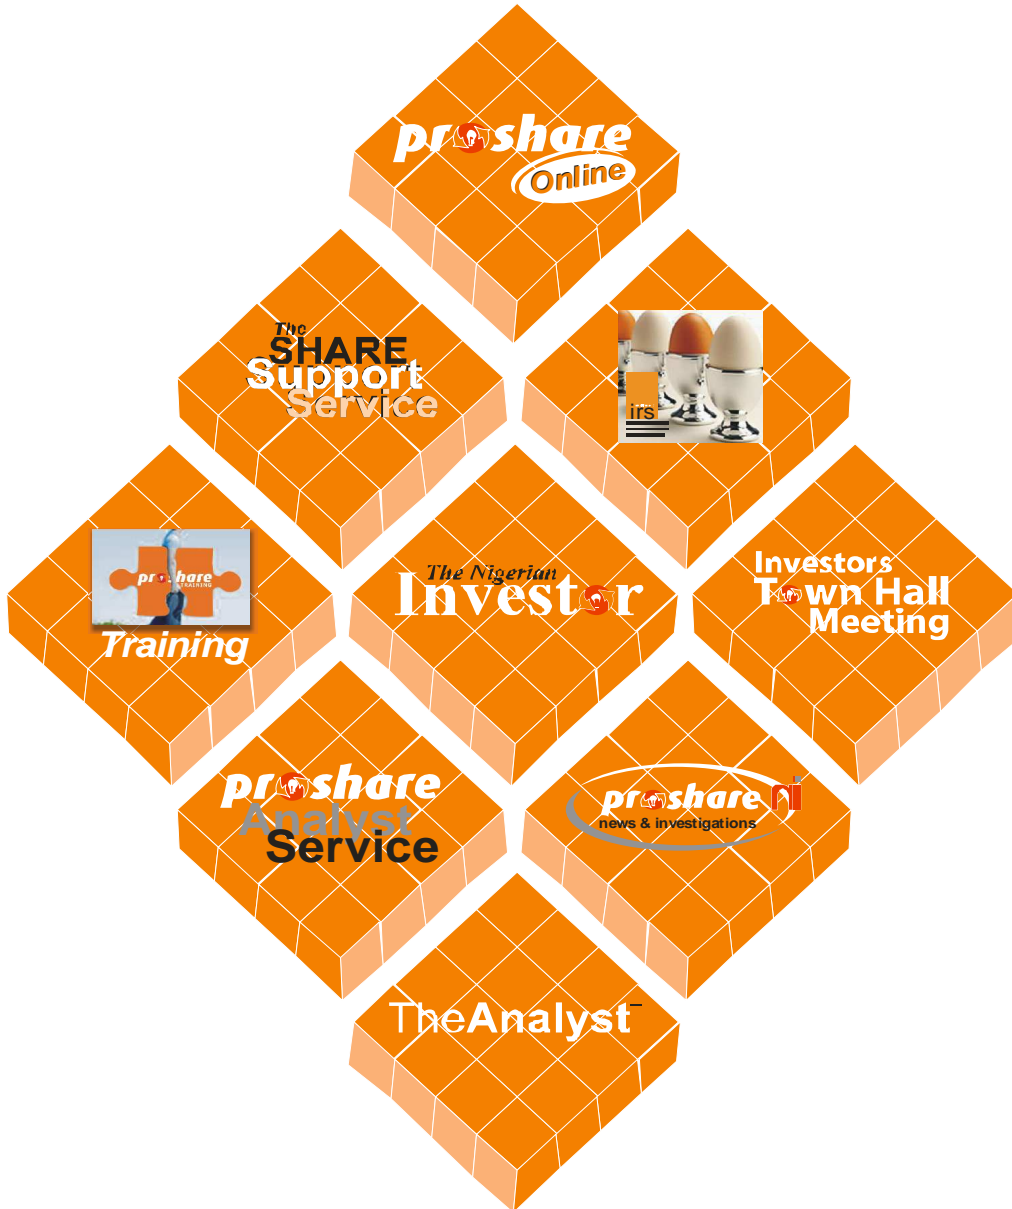 proshare
Online
The
SHARE
Support
Service
irs
proshare
TRAINING
Training
The Nigerian
Investor
Investors
Town Hall
Meeting
proshare
Analyst
Service
proshare ni
news & investigations
TheAnalyst